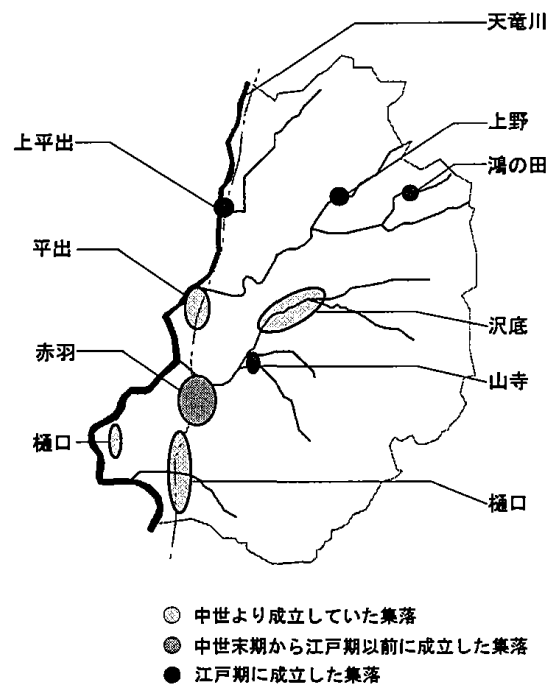 天竜川
上平出
上野
鴻の田
平出
沢底
赤羽
山寺
樋口
樋口
中世より成立していた集落
中世末期から江戸期以前に成立した集落
江戸期に成立した集落